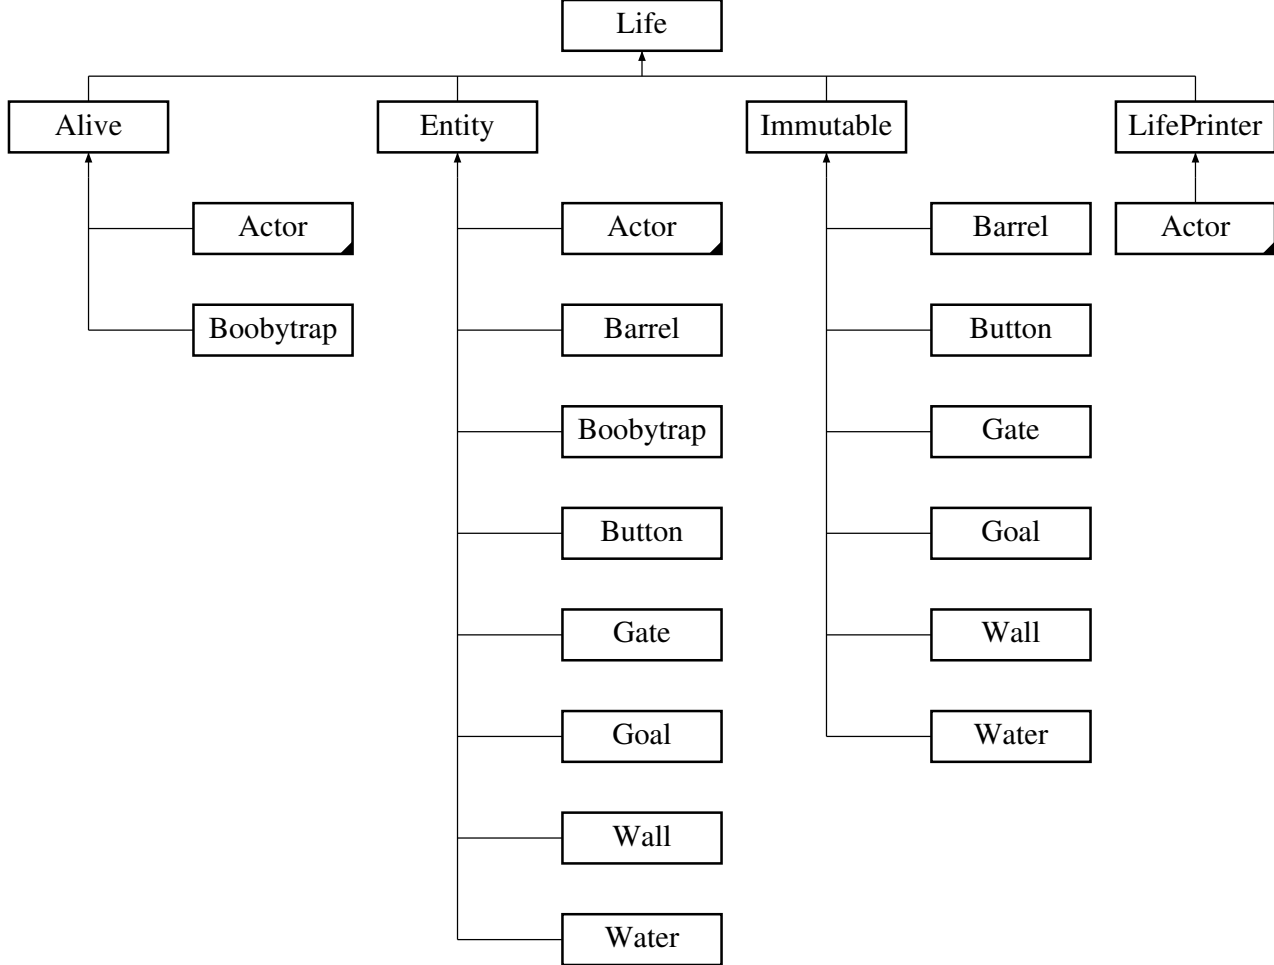 Life
Alive Entity Immutable LifePrinter
Actor Actor Barrel Actor
Boobytrap Barrel Button
Boobytrap Gate
Button Goal
Gate Wall
Goal Water
Wall
Water